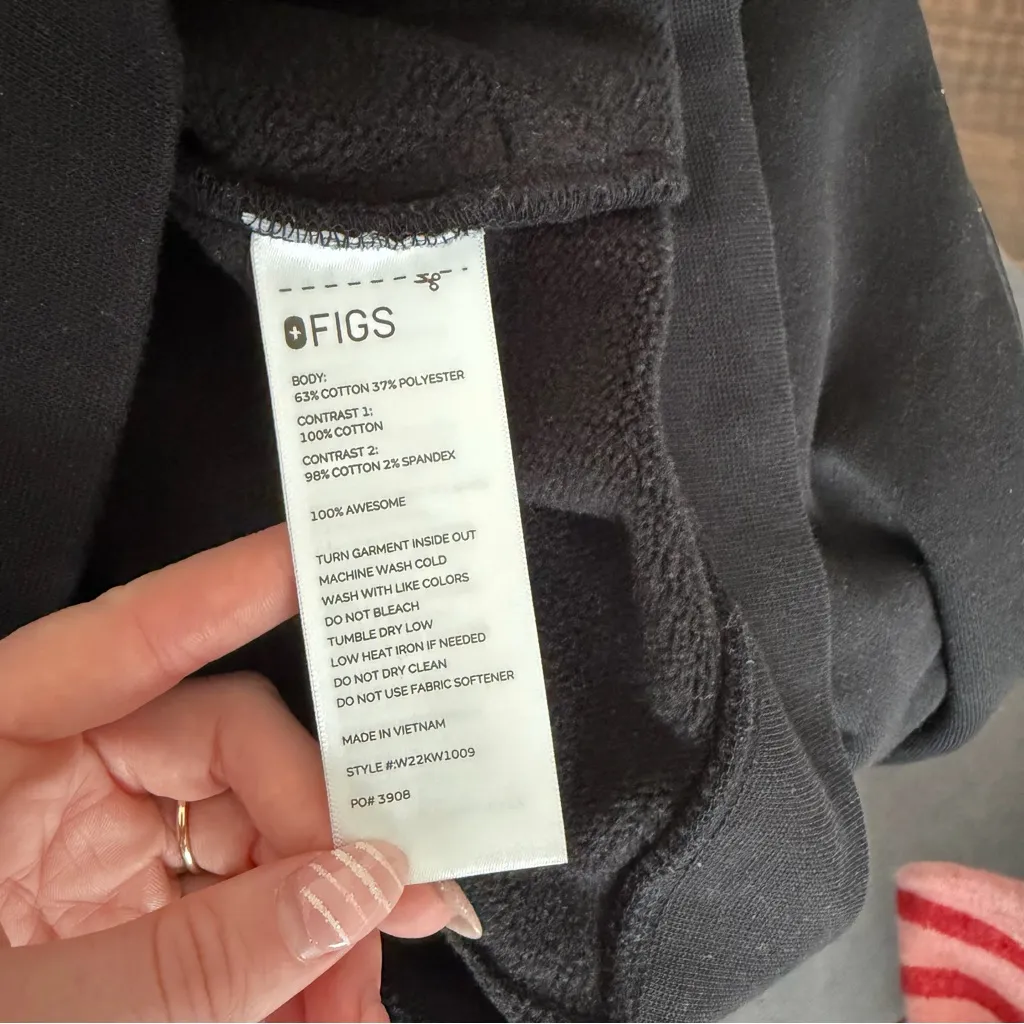 FIGS
BODY:
63% COTTON 37% POLYESTER
CONTRAST 1:
100% COTTON
CONTRAST 2:
98% COTTON 2% SPANDEX
100% AWESOME
TURN GARMENT INSIDE OUT
MACHINE WASH COLD
WASH WITH LIKE COLORS
DO NOT BLEACH
TUMBLE DRY LOW
LOW HEAT IRON IF NEEDED
DO NOT DRY CLEAN
DO NOT USE FABRIC SOFTENER
MADE IN VIETNAM
STYLE #:W22KW1009
PO# 3908